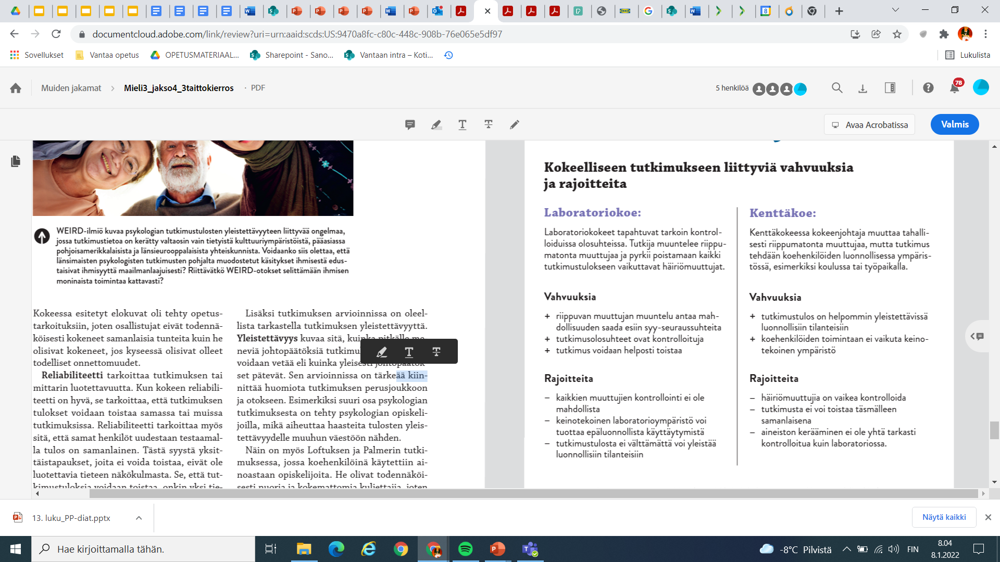 documentcloud.adobe.com/link/review?uri=urn:aaid:scds:US:9470a8fc-c80c-448c-908b-76e065e5df97
Sovellukset
Vantaa opetus
OPETUSMATERIAAL...
Sharepoint - Sano...
Vantaan intra – Koti...
Lukulista
Muiden jakamat
Mieli3_jakso4_3taittokierros
· PDF
5 henkilöä
78
Avaa Acrobatissa
Valmis
WEIRD-ilmiö kuvaa psykologian tutkimustulosten yleistettävyyteen liittyvää ongelmaa,
jossa tutkimustietoa on kerätty valtaosin vain tietyistä kulttuuriympäristöistä, pääasiassa
pohjoisamerikkalaisista ja länsieurooppalaisista yhteiskunnista. Voidaanko siis olettaa, että
länsimaisten psykologisten tutkimusten pohjalta muodostetut käsitykset ihmisestä edus-
taisivat ihmisyyttä maailmanlaajuisesti? Riittävätkö WEIRD-otokset selittämään ihmisen
moninaista toimintaa kattavasti?
Kokeessa esitetyt elokuvat oli tehty opetus-
tarkoituksiin, joten osallistujat eivät todennä-
köisesti kokeneet samanlaisia tunteita kuin he
olisivat kokeneet, jos kyseessä olisivat olleet
todelliset onnettomuudet.
Reliabiliteetti tarkoittaa tutkimuksen tai
mittarin luotettavuutta. Kun kokeen reliabili-
teetti on hyvä, se tarkoittaa, että tutkimuksen
tulokset voidaan toistaa samassa tai muissa
tutkimuksissa. Reliabiliteetti tarkoittaa myös
sitä, että samat henkilöt uudestaan testaamal-
la tulos on samanlainen. Tästä syystä yksit-
täistapaukset, joita ei voida toistaa, eivät ole
luotettavia tieteen näkökulmasta. Se, että tut-
kimustuloksia voidaan toistaa, onkin yksi tie-
Lisäksi tutkimuksen arvioinnissa on oleel-
lista tarkastella tutkimuksen yleistettävyyttä.
Yleistettävyys kuvaa sitä, kuinka pitkälle me-
neviä johtopäätöksiä
voidaan vetää eli kuinka yleisesti johtopäätök-
set pätevät. Sen arvioinnissa on tärkeää kiin-
nittää huomiota tutkimuksen perusjoukkoon
ja otokseen. Esimerkiksi suuri osa psykologian
tutkimuksesta on tehty psykologian opiskeli-
joilla, mikä aiheuttaa haasteita tulosten yleis-
tettävyydelle muuhun väestöön nähden.
Näin on myös Loftuksen ja Palmerin tutki-
muksessa, jossa koehenkilöinä käytettiin ai-
noastaan opiskelijoita. He olivat todennäköi-
sesti nuoria ja kokemattomia kuljettajia, joten
Kokeelliseen tutkimukseen liittyviä vahvuuksia
ja rajoitteita
Laboratoriokoe:
Laboratoriokokeet tapahtuvat tarkoin kontrol-
loiduissa olosuhteissa. Tutkija muuntelee riippu-
matonta muuttujaa ja pyrkii poistamaan kaikki
tutkimustulokseen vaikuttavat häiriömuuttujat.
Vahvuuksia
+ riippuvan muuttujan muuntelu antaa mah-
dollisuuden saada esiin syy-seuraussuhteita
+ tutkimusolosuhteet ovat kontrolloituja
+ tutkimus voidaan helposti toistaa
Rajoitteita
– kaikkien muuttujien kontrollointi ei ole
mahdollista
– keinotekoinen laboratorioympäristö voi
tuottaa epäluonnollista käyttäytymistä
– tutkimustulosta ei välttämättä voi yleistää
luonnollisiin tilanteisiin
Kenttäkoe:
Kenttäkokeessa kokeenjohtaja muuttaa tahalli-
sesti riippumatonta muuttujaa, mutta tutkimus
tehdään koehenkilöiden luonnollisessa ympäris-
tössä, esimerkiksi koulussa tai työpaikalla.
Vahvuuksia
+ tutkimustulos on helpommin yleistettävissä
luonnollisiin tilanteisiin
+ koehenkilöiden toimintaan ei vaikuta keino-
tekoinen ympäristö
Rajoitteita
– häiriömuuttujia on vaikea kontrolloida
– tutkimusta ei voi toistaa täsmälleen
samanlaisena
– aineiston kerääminen ei ole yhtä tarkasti
kontrolloitua kuin laboratoriossa.
13. luku_PP-diat.pptx
Näytä kaikki
Hae kirjoittamalla tähän.
-8°C Pilvistä
FIN
8.04
8.1.2022